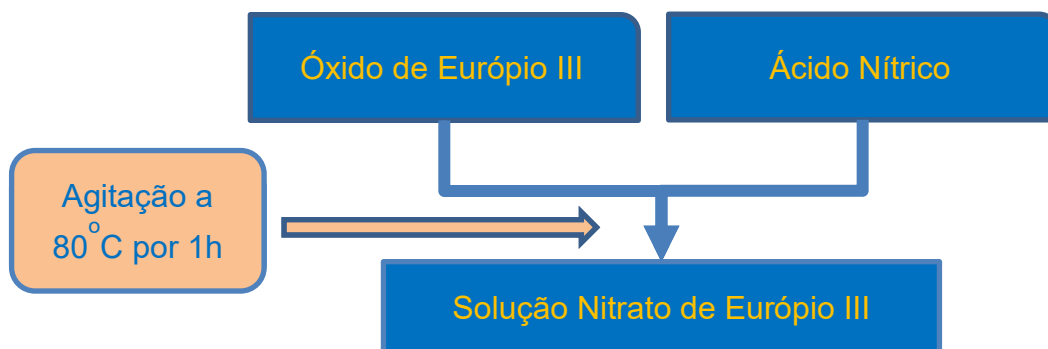 Óxido de Európio III
Ácido Nítrico
Agitação a
80°C por 1h
Solução Nitrato de Európio III